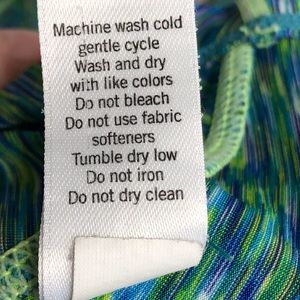 Machine wash cold
gentle cycle
Wash and dry
with like colors
Do not bleach
Do not use fabric
softeners
Tumble dry low
Do not iron
Do not dry clean